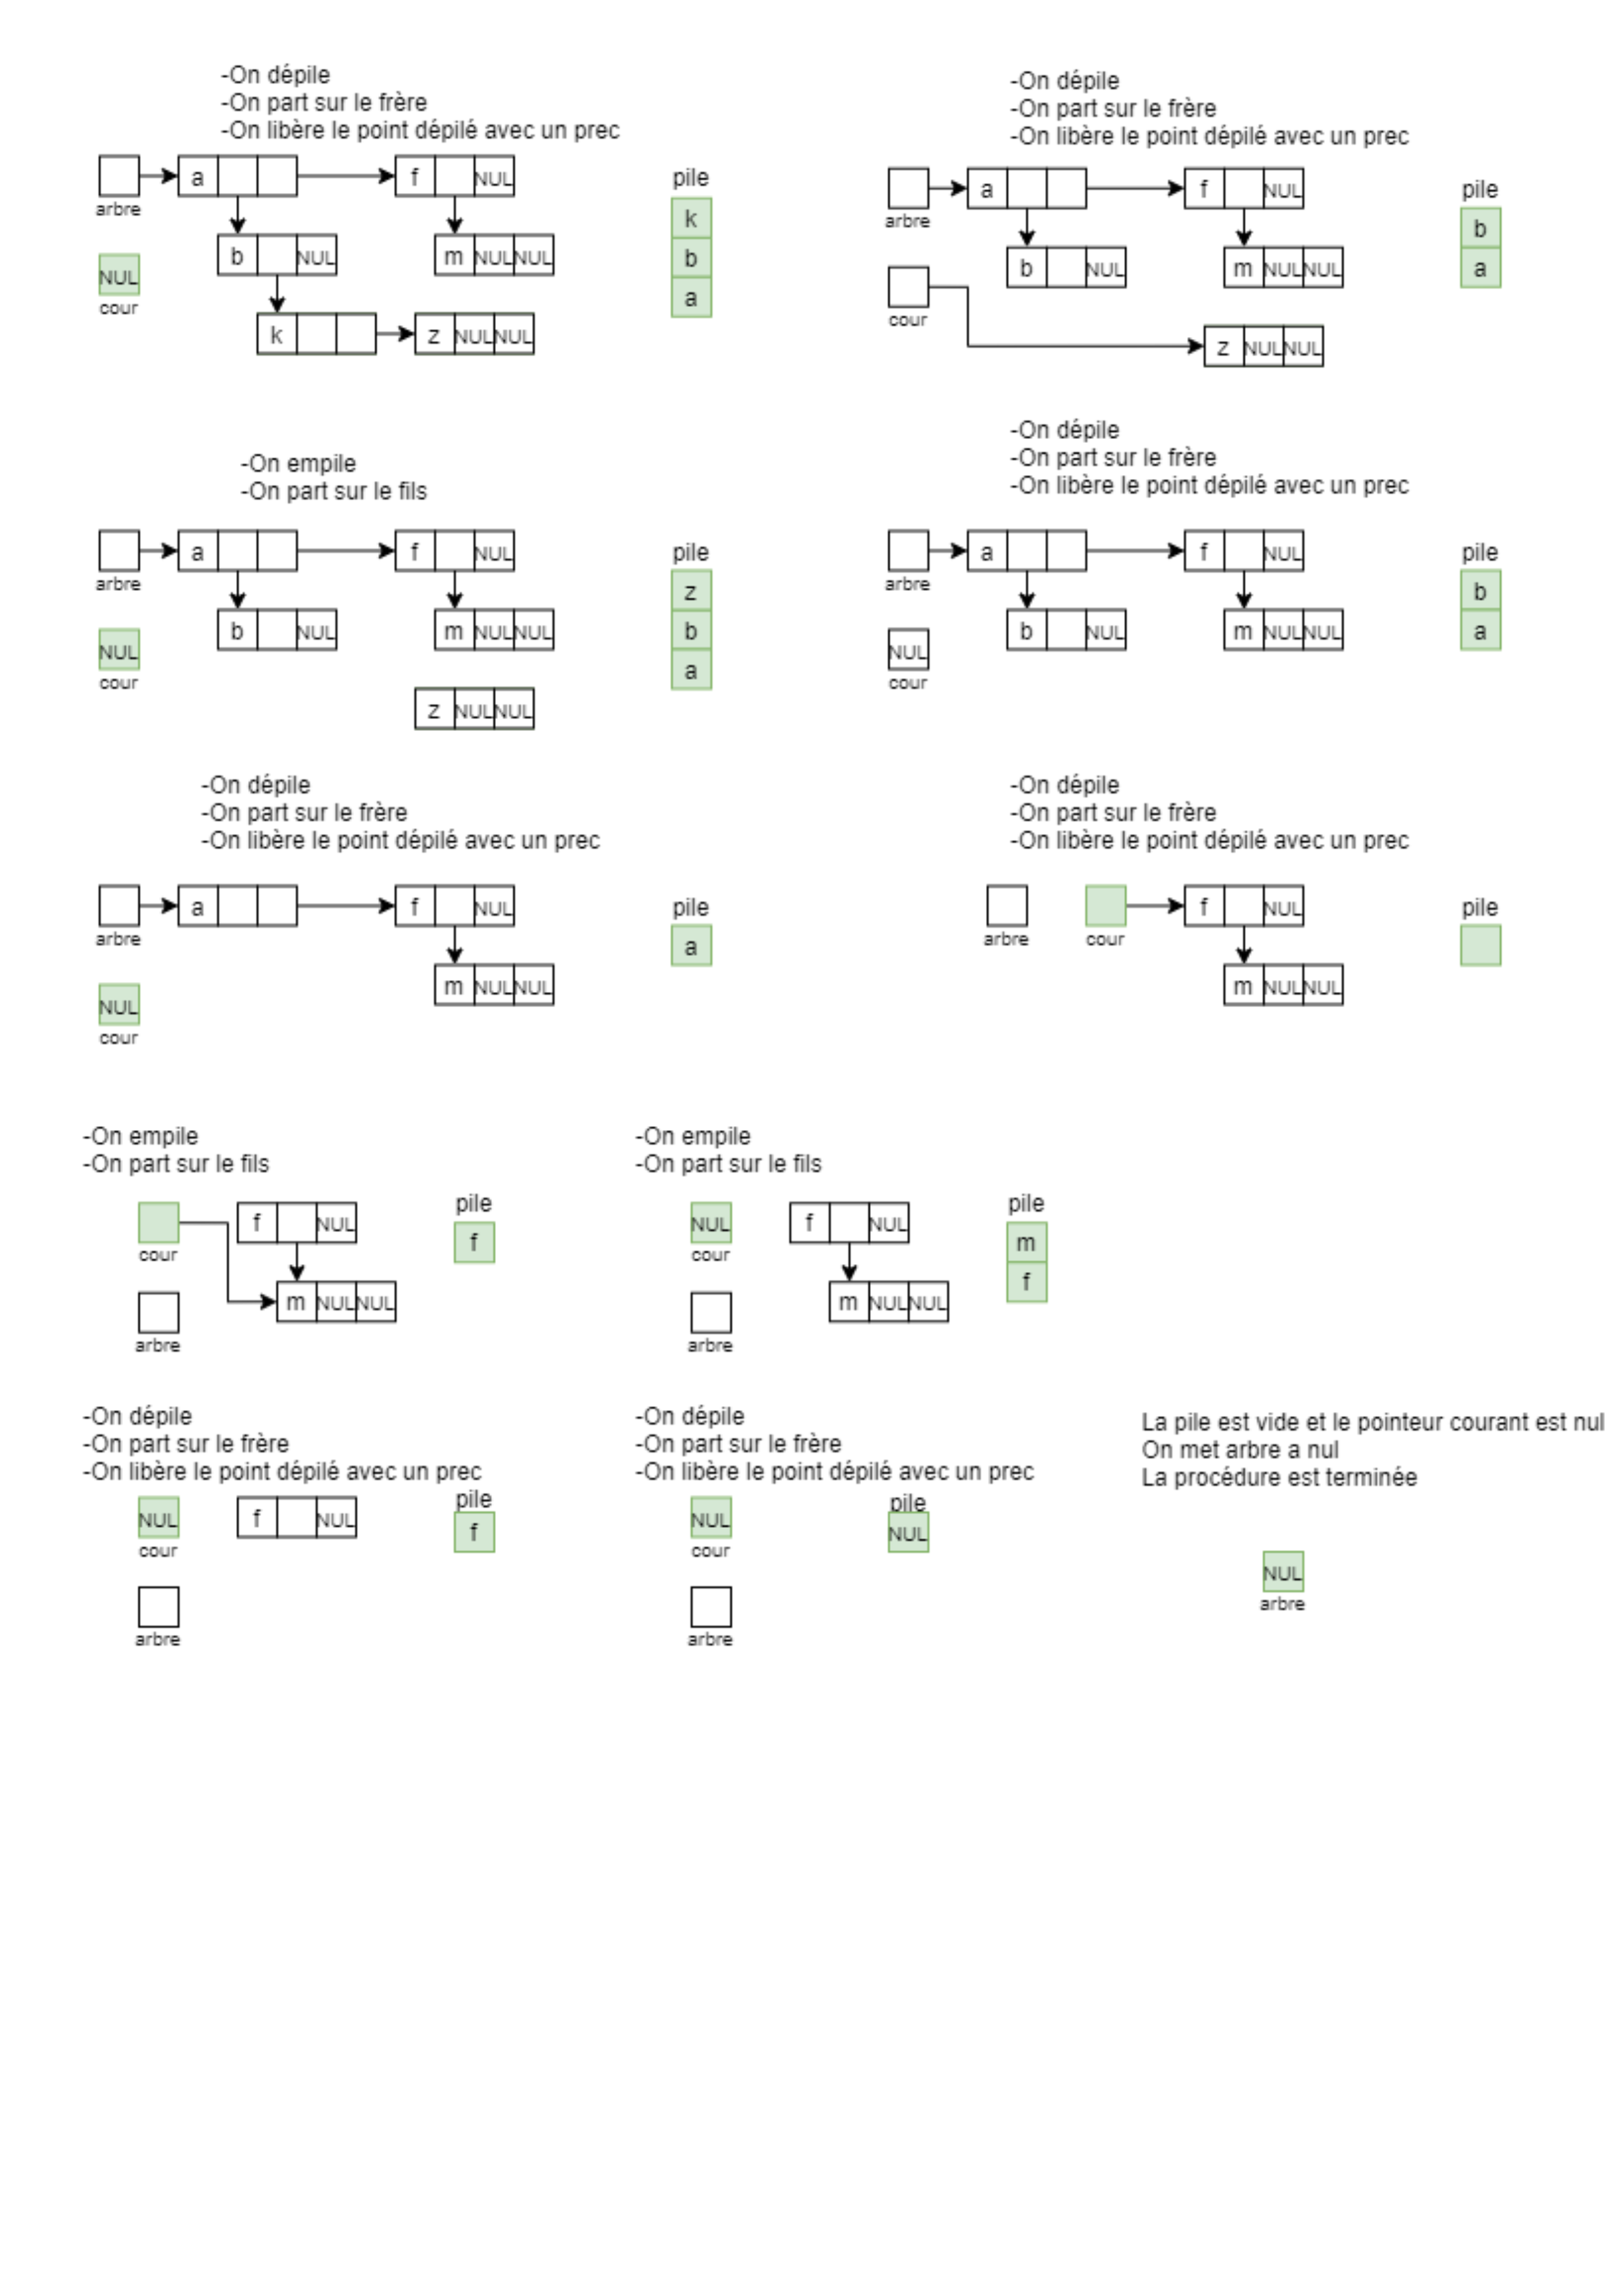 -On dépile
-On part sur le frère
-On libère le point dépilé avec un prec
a f NUL
arbre
b NUL m NUL NUL
NUL
cour
k z NUL NUL
pile
k
b
a
-On dépile
-On part sur le frère
-On libère le point dépilé avec un prec
a f NUL
arbre
b NUL m NUL NUL
cour
z NUL NUL
pile
b
a
-On empile
-On part sur le fils
a f NUL
arbre
b NUL m NUL NUL
NUL
cour
z NUL NUL
pile
z
b
a
-On dépile
-On part sur le frère
-On libère le point dépilé avec un prec
a f NUL
arbre
b NUL m NUL NUL
NUL
cour
pile
b
a
-On dépile
-On part sur le frère
-On libère le point dépilé avec un prec
a f NUL
arbre
m NUL NUL
NUL
cour
pile
a
-On dépile
-On part sur le frère
-On libère le point dépilé avec un prec
f NUL
arbre cour
m NUL NUL
pile
-On empile
-On part sur le fils
f NUL
cour
m NUL NUL
arbre
pile
f
-On empile
-On part sur le fils
NUL f NUL
cour
m NUL NUL
arbre
pile
m
f
-On dépile
-On part sur le frère
-On libère le point dépilé avec un prec
NUL f NUL
cour
arbre
pile
f
-On dépile
-On part sur le frère
-On libère le point dépilé avec un prec
NUL
cour
arbre
pile
NUL
La pile est vide et le pointeur courant est nul
On met arbre a nul
La procédure est terminée
NUL
arbre